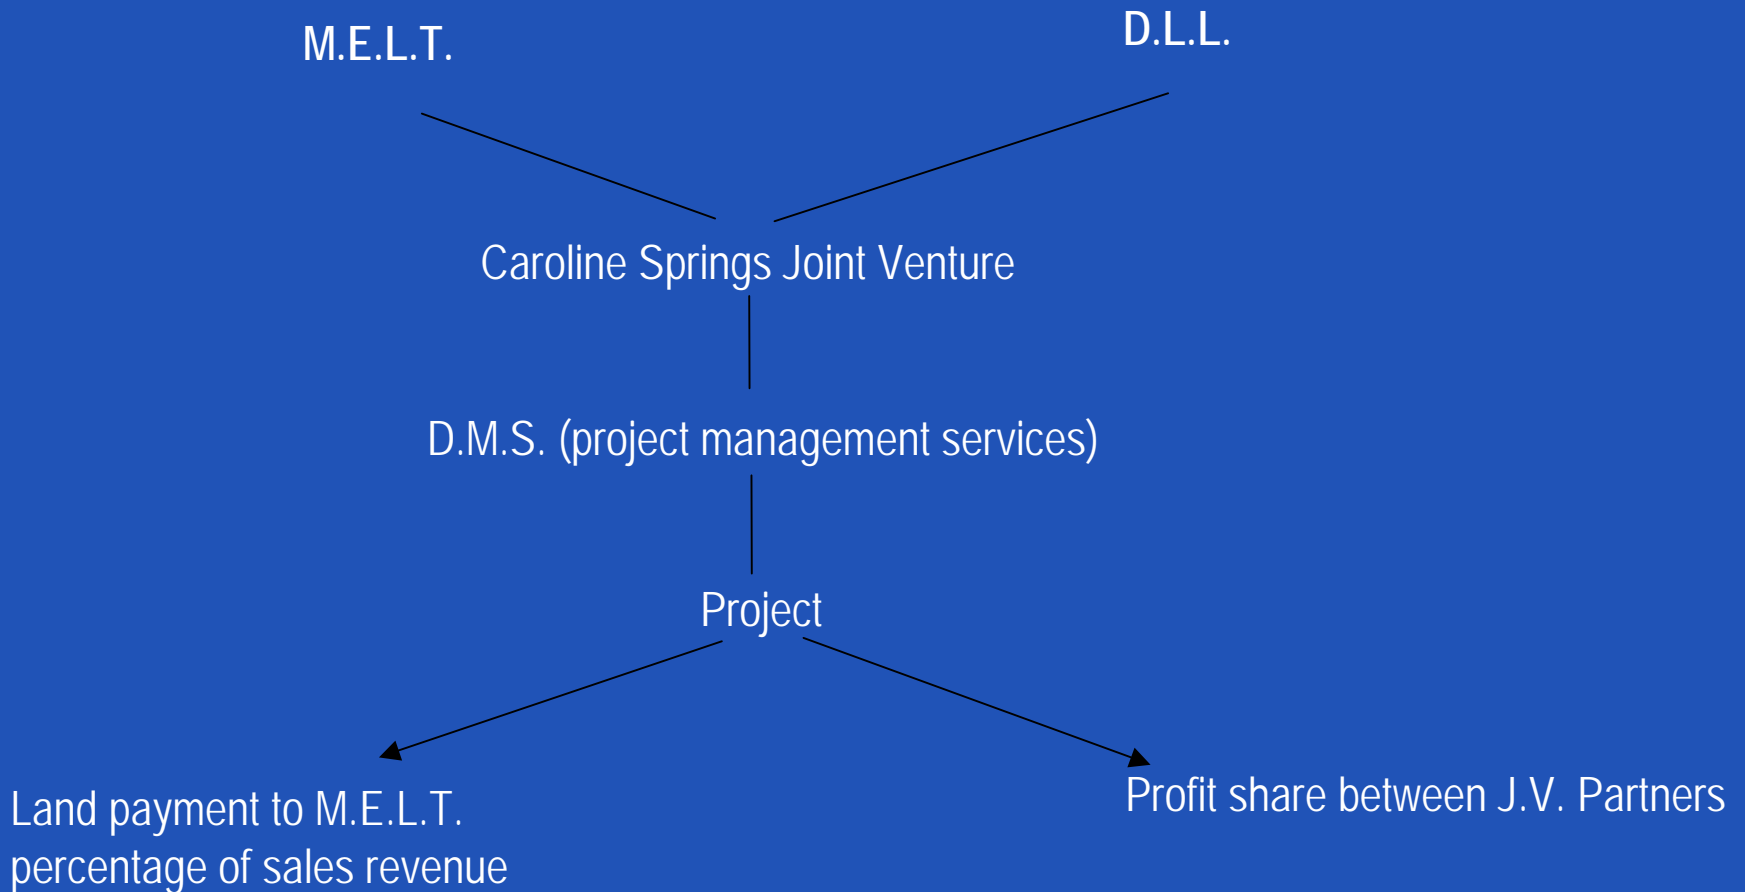 M.E.L.T.
D.L.L.
Caroline Springs Joint Venture
D.M.S. (project management services)
Project
Land payment to M.E.L.T.
percentage of sales revenue
Profit share between J.V. Partners